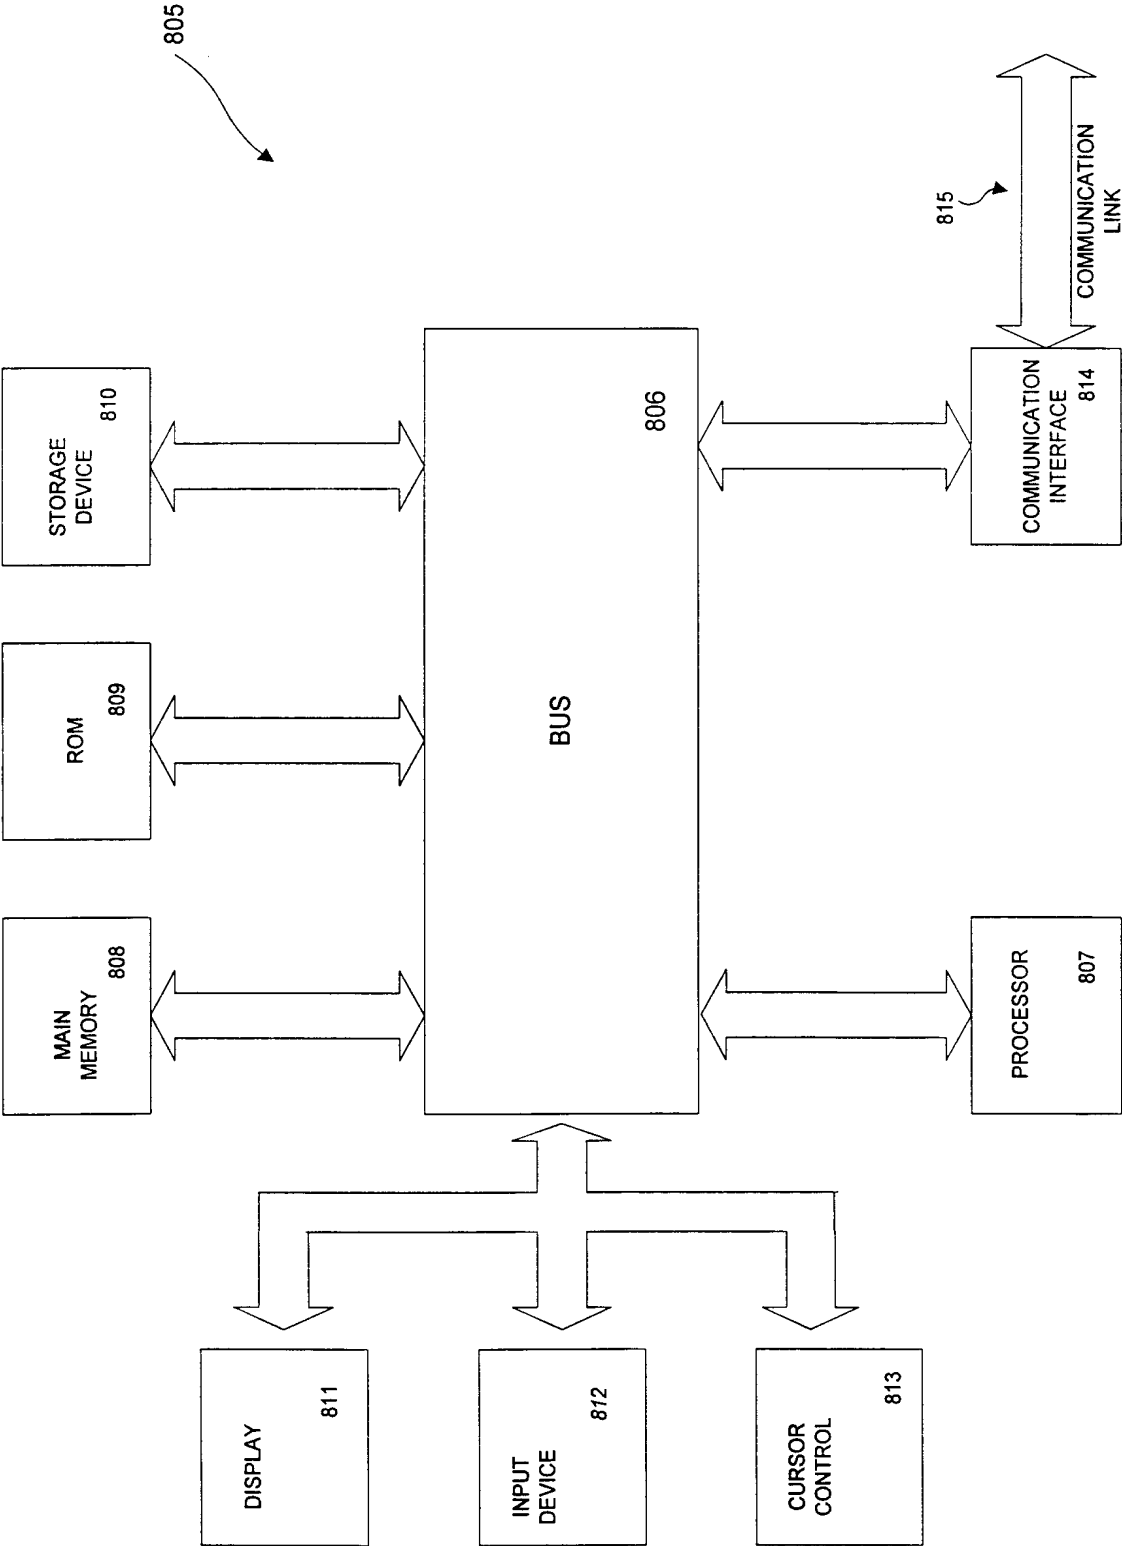 805
DISPLAY
811
INPUT
DEVICE
812
CURSOR
CONTROL
813
MAIN
MEMORY
808
ROM
809
STORAGE
DEVICE
810
BUS
806
PROCESSOR
807
COMMUNICATION
INTERFACE
814
815
COMMUNICATION
LINK